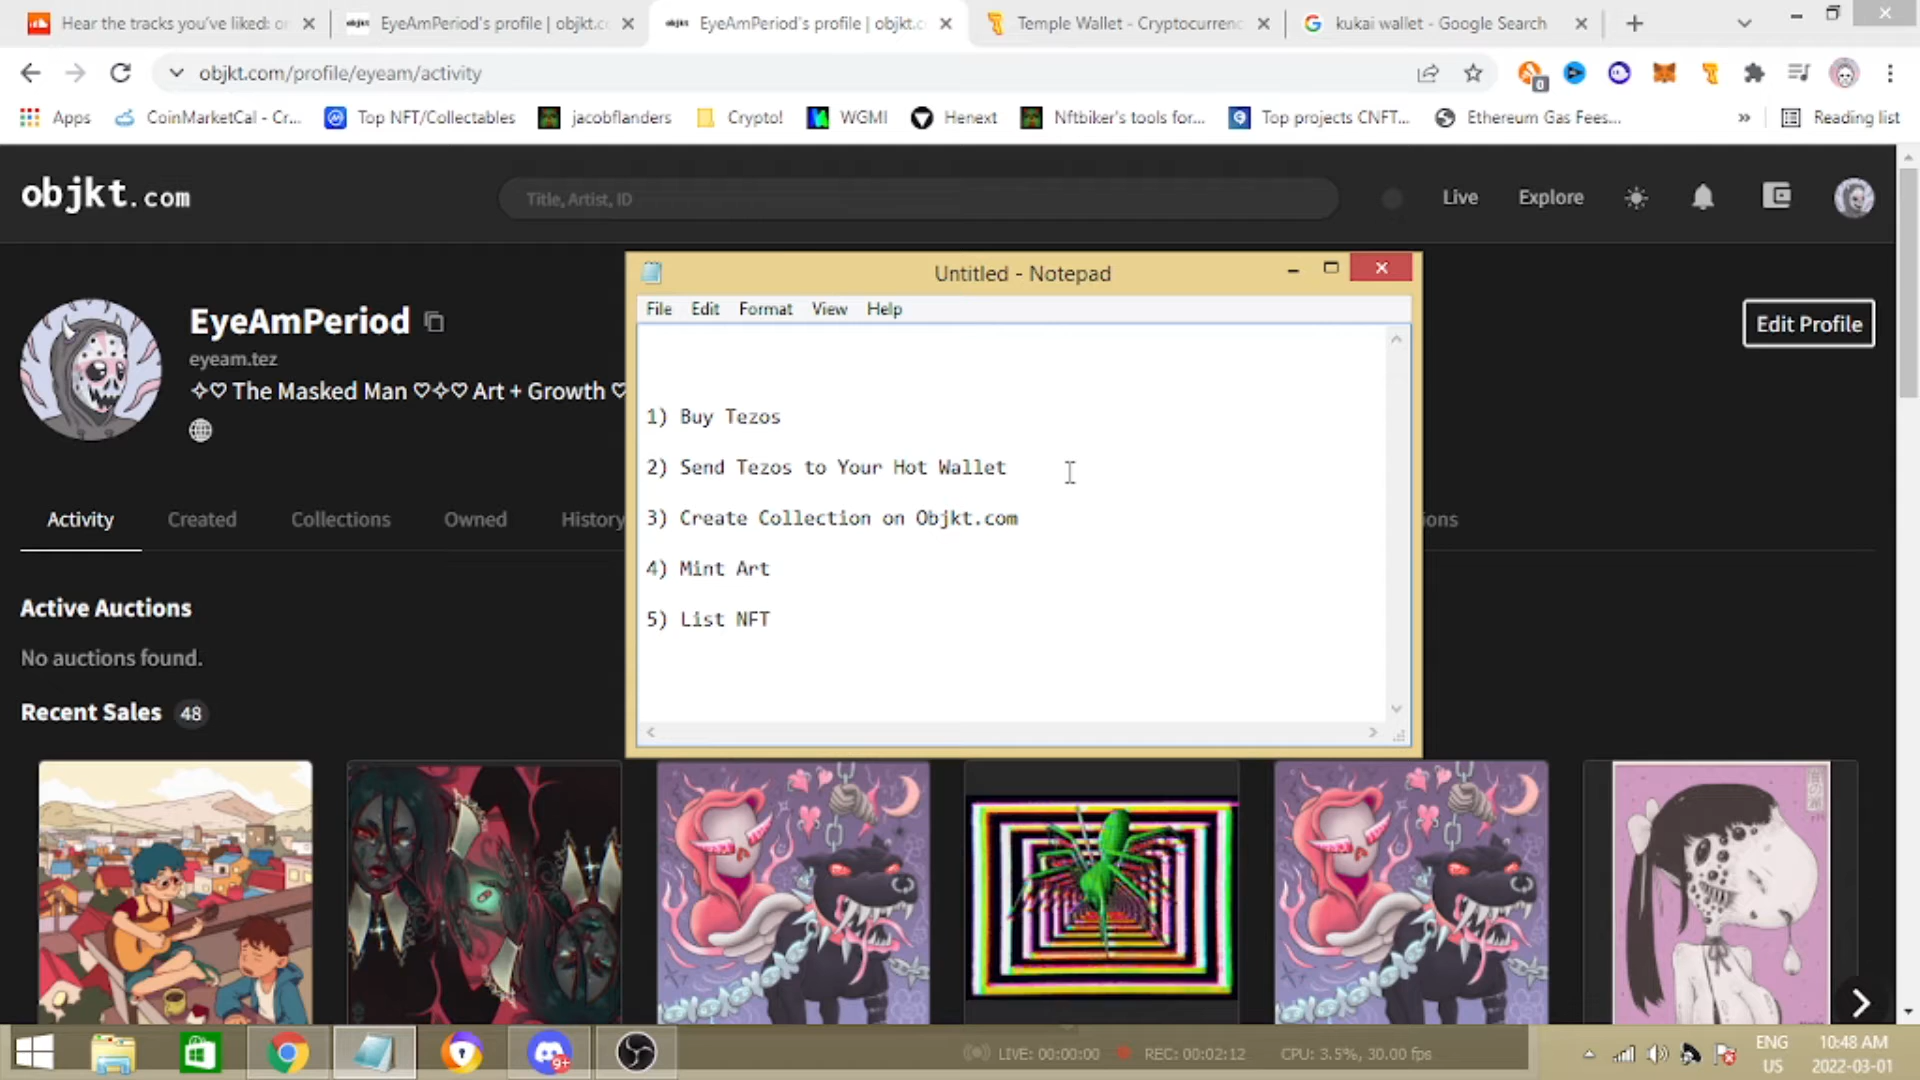 Hear the tracks you've liked: or
EyeAmPeriod's profile | objkt.c
EyeAmPeriod's profile | objkt.c
Temple Wallet - Cryptocurrenc
kukai wallet - Google Search
objkt.com/profile/eyeam/activity
0
Apps
CoinMarketCal - Cr...
Top NFT/Collectables
jacobflanders
Crypto!
WGMI
Henext
Nftbiker's tools for...
Top projects CNFT...
Ethereum Gas Fees...
»
Reading list
objkt.com
Title, Artist, ID
Live
Explore
EyeAmPeriod
eyeam.tez
✧♡ The Masked Man ♡✧♡ Art + Growth ♡
Edit Profile
Activity
Created
Collections
Owned
History
ions
Untitled - Notepad
File
Edit
Format
View
Help
1) Buy Tezos
2) Send Tezos to Your Hot Wallet
3) Create Collection on Objkt.com
4) Mint Art
5) List NFT
Active Auctions
No auctions found.
Recent Sales 48
9+
LIVE: 00:00:00
REC: 00:02:12
CPU: 3.5%, 30.00 fps
ENG
US
10:48 AM
2022-03-01